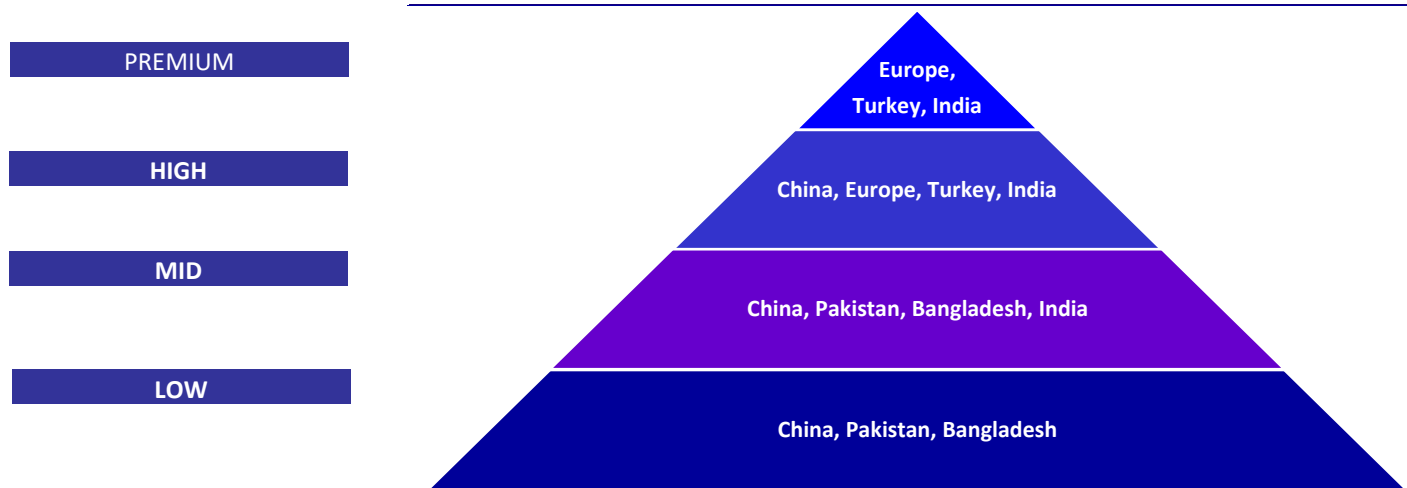 PREMIUM
Europe,
Turkey, India
HIGH
China, Europe, Turkey, India
MID
China, Pakistan, Bangladesh, India
LOW
China, Pakistan, Bangladesh